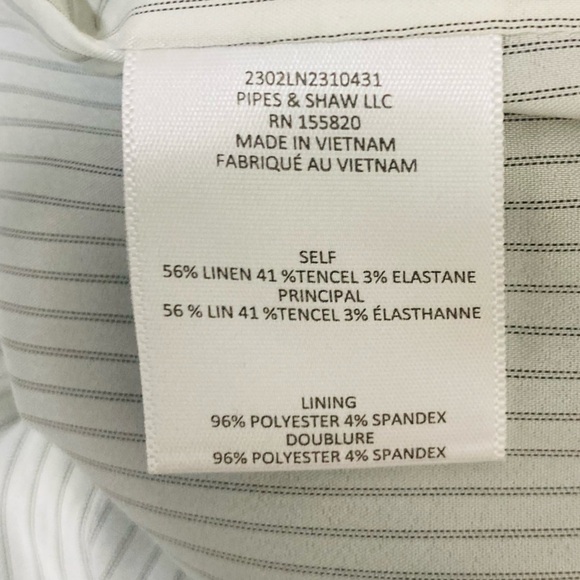 2302LN2310431
PIPES & SHAW LLC
RN 155820
MADE IN VIETNAM
FABRIQUÉ AU VIETNAM
SELF
56% LINEN 41 %TENCEL 3% ELASTANE
PRINCIPAL
56 % LIN 41 %TENCEL 3% ÉLASTHANNE
LINING
96% POLYESTER 4% SPANDEX
DOUBLURE
96% POLYESTER 4% SPANDEX